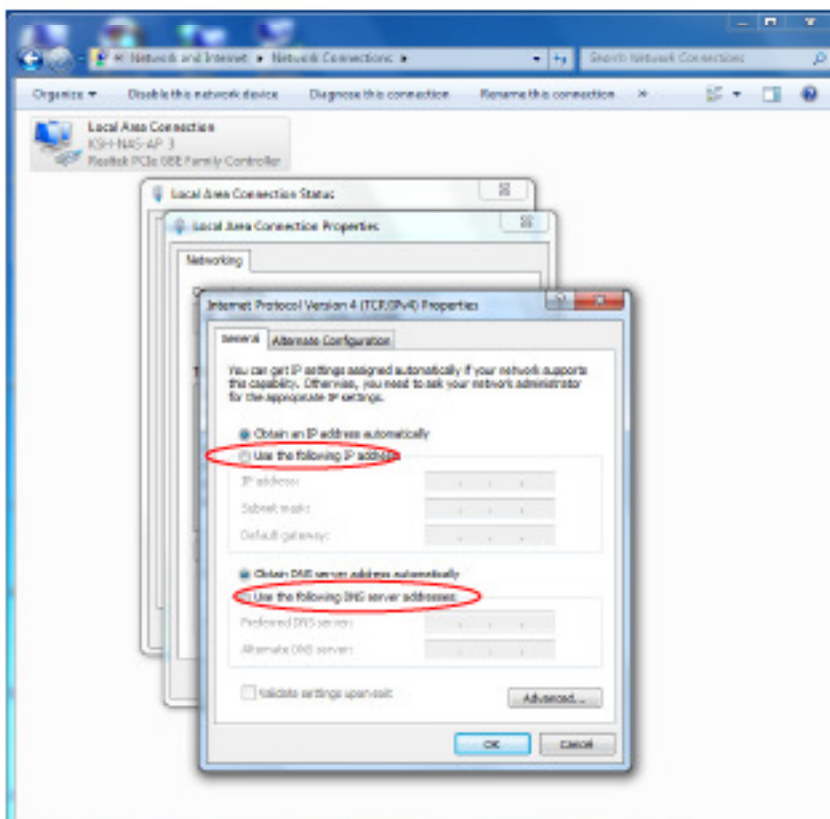 Network and Internet ▸ Network Connections ▸
Search Network Connections
Organize
Disable this network device
Diagnose this connection
Rename this connection
»
Local Area Connection
KSH-NAS-AP 3
Realtek PCIe GBE Family Controller
Local Area Connection Status
Local Area Connection Properties
Networking
Internet Protocol Version 4 (TCP/IPv4) Properties
General
Alternate Configuration
You can get IP settings assigned automatically if your network supports
this capability. Otherwise, you need to ask your network administrator
for the appropriate IP settings.
Obtain an IP address automatically
Use the following IP address:
IP address:
Subnet mask:
Default gateway:
Obtain DNS server address automatically
Use the following DNS server addresses:
Preferred DNS server:
Alternate DNS server:
Validate settings upon exit
Advanced...
OK
Cancel